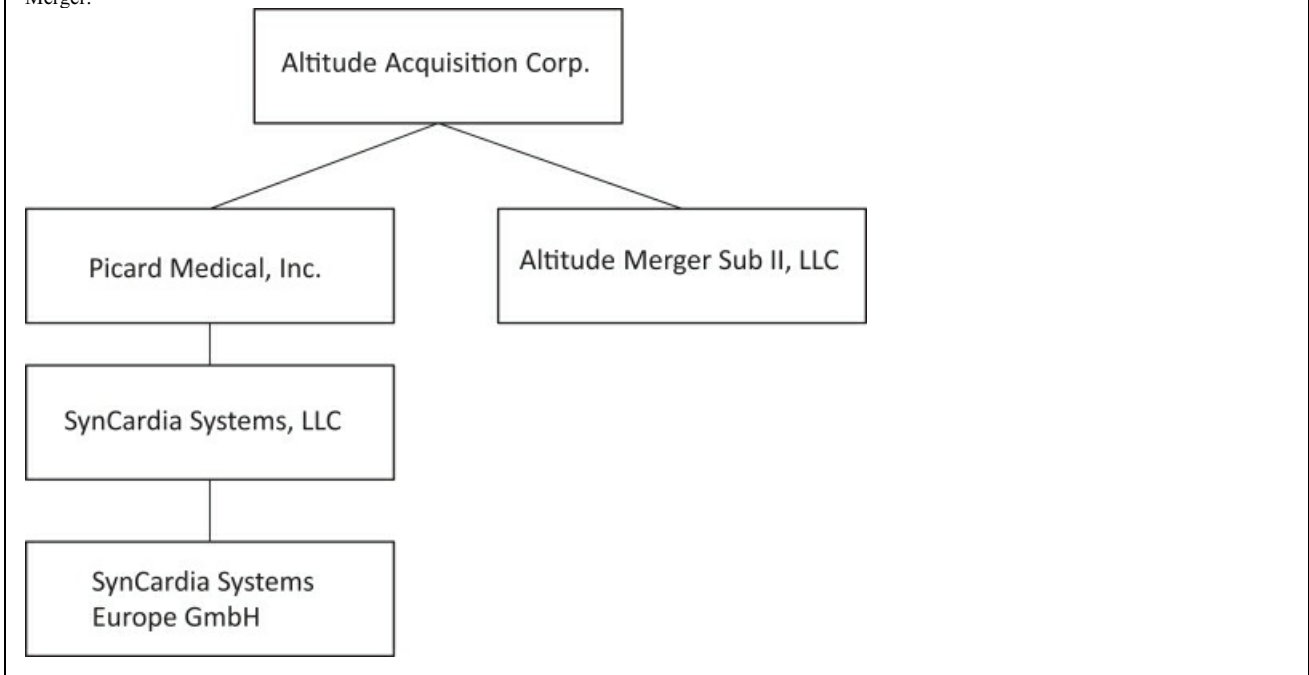 Merger.
Altitude Acquisition Corp.
Picard Medical, Inc.
Altitude Merger Sub II, LLC
SynCardia Systems, LLC
SynCardia Systems
Europe GmbH